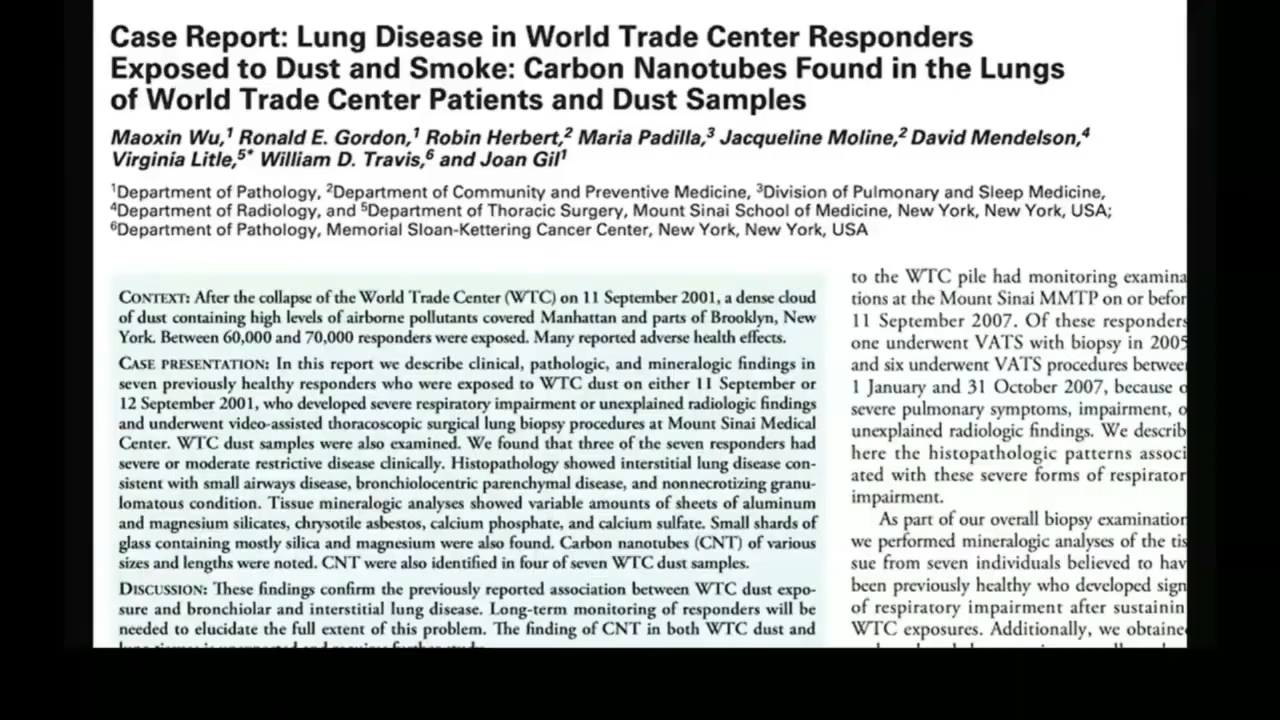 Case Report: Lung Disease in World Trade Center Responders
Exposed to Dust and Smoke: Carbon Nanotubes Found in the Lungs
of World Trade Center Patients and Dust Samples
Maoxin Wu,1 Ronald E. Gordon,1 Robin Herbert,2 Maria Padilla,3 Jacqueline Moline,2 David Mendelson,4
Virginia Litle,5* William D. Travis,6 and Joan Gil1
1Department of Pathology, 2Department of Community and Preventive Medicine, 3Division of Pulmonary and Sleep Medicine,
4Department of Radiology, and 5Department of Thoracic Surgery, Mount Sinai School of Medicine, New York, New York, USA;
6Department of Pathology, Memorial Sloan-Kettering Cancer Center, New York, New York, USA
CONTEXT: After the collapse of the World Trade Center (WTC) on 11 September 2001, a dense cloud
of dust containing high levels of airborne pollutants covered Manhattan and parts of Brooklyn, New
York. Between 60,000 and 70,000 responders were exposed. Many reported adverse health effects.
CASE PRESENTATION: In this report we describe clinical, pathologic, and mineralogic findings in
seven previously healthy responders who were exposed to WTC dust on either 11 September or
12 September 2001, who developed severe respiratory impairment or unexplained radiologic findings
and underwent video-assisted thoracoscopic surgical lung biopsy procedures at Mount Sinai Medical
Center. WTC dust samples were also examined. We found that three of the seven responders had
severe or moderate restrictive disease clinically. Histopathology showed interstitial lung disease con-
sistent with small airways disease, bronchiolocentric parenchymal disease, and nonnecrotizing granu-
lomatous condition. Tissue mineralogic analyses showed variable amounts of sheets of aluminum
and magnesium silicates, chrysotile asbestos, calcium phosphate, and calcium sulfate. Small shards of
glass containing mostly silica and magnesium were also found. Carbon nanotubes (CNT) of various
sizes and lengths were noted. CNT were also identified in four of seven WTC dust samples.
DISCUSSION: These findings confirm the previously reported association between WTC dust expo-
sure and bronchiolar and interstitial lung disease. Long-term monitoring of responders will be
needed to elucidate the full extent of this problem. The finding of CNT in both WTC dust and
to the WTC pile had monitoring examina
tions at the Mount Sinai MMTP on or befor
11 September 2007. Of these responders
one underwent VATS with biopsy in 2005
and six underwent VATS procedures betwee
1 January and 31 October 2007, because o
severe pulmonary symptoms, impairment, o
unexplained radiologic findings. We describ
here the histopathologic patterns associ
ated with these severe forms of respirator
impairment.
As part of our overall biopsy examination
we performed mineralogic analyses of the tis
sue from seven individuals believed to hav
been previously healthy who developed sign
of respiratory impairment after sustainin
WTC exposures. Additionally, we obtaine